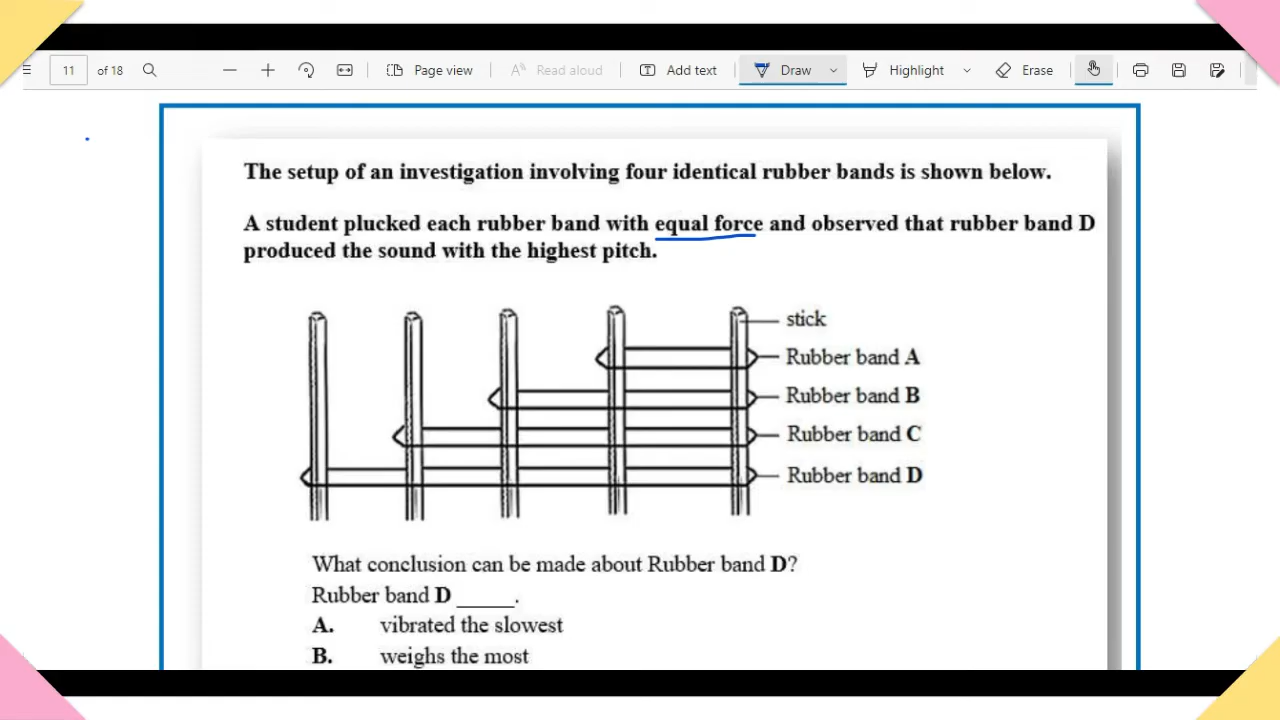 11 of 18 Page view Read aloud Add text Draw Highlight Erase
The setup of an investigation involving four identical rubber bands is shown below.
A student plucked each rubber band with equal force and observed that rubber band D
produced the sound with the highest pitch.
stick
Rubber band A
Rubber band B
Rubber band C
Rubber band D
What conclusion can be made about Rubber band D?
Rubber band D _____.
A. vibrated the slowest
B. weighs the most